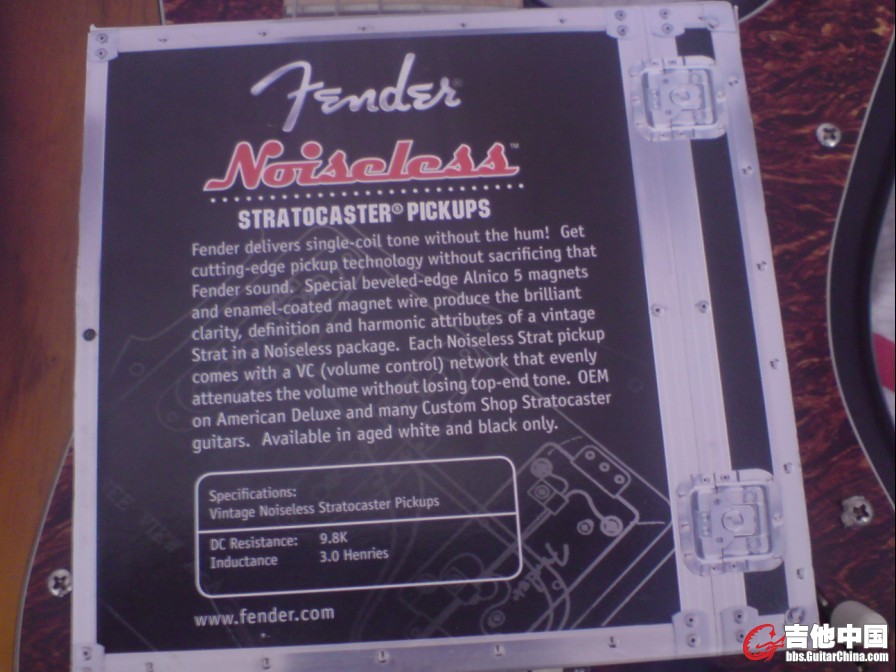 Fender®
Noiseless™
STRATOCASTER® PICKUPS
Fender delivers single-coil tone without the hum! Get
cutting-edge pickup technology without sacrificing that
Fender sound. Special beveled-edge Alnico 5 magnets
and enamel-coated magnet wire produce the brilliant
clarity, definition and harmonic attributes of a vintage
Strat in a Noiseless package. Each Noiseless Strat pickup
comes with a VC (volume control) network that evenly
attenuates the volume without losing top-end tone. OEM
on American Deluxe and many Custom Shop Stratocaster
guitars. Available in aged white and black only.
Specifications:
Vintage Noiseless Stratocaster Pickups
DC Resistance: 9.8K
Inductance 3.0 Henries
Fender
www.fender.com
吉他中国
bbs.GuitarChina.com